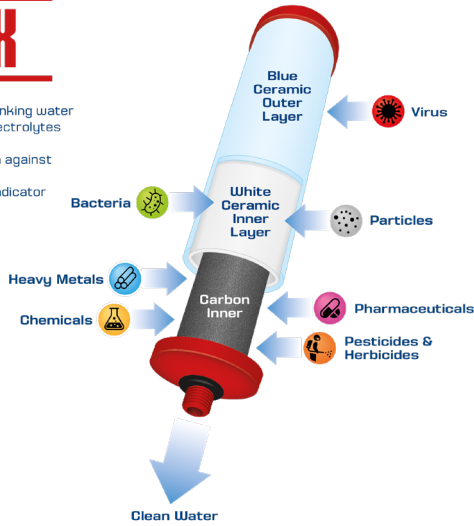 X
nking water
ectrolytes
against
ndicator
Blue
Ceramic
Outer
Layer
Virus
Bacteria
White
Ceramic
Inner
Layer
Particles
Heavy Metals
Carbon
Inner
Chemicals
Pharmaceuticals
Pesticides &
Herbicides
Clean Water